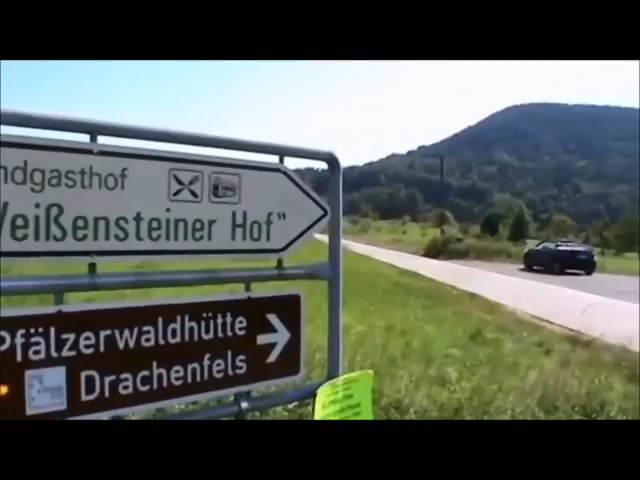 ndgasthof
Weißensteiner Hof"
Pfälzerwaldhütte
Drachenfels